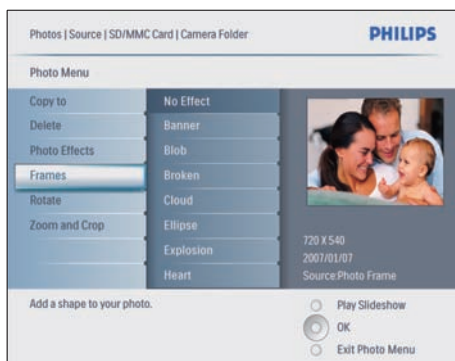 Photos | Source | SD/MMC Card | Camera Folder
PHILIPS
Photo Menu
Copy to
Delete
Photo Effects
Frames
Rotate
Zoom and Crop
No Effect
Banner
Blob
Broken
Cloud
Ellipse
Explosion
Heart
720 X 540
2007/01/07
Source:Photo Frame
Add a shape to your photo.
Play Slideshow
OK
Exit Photo Menu